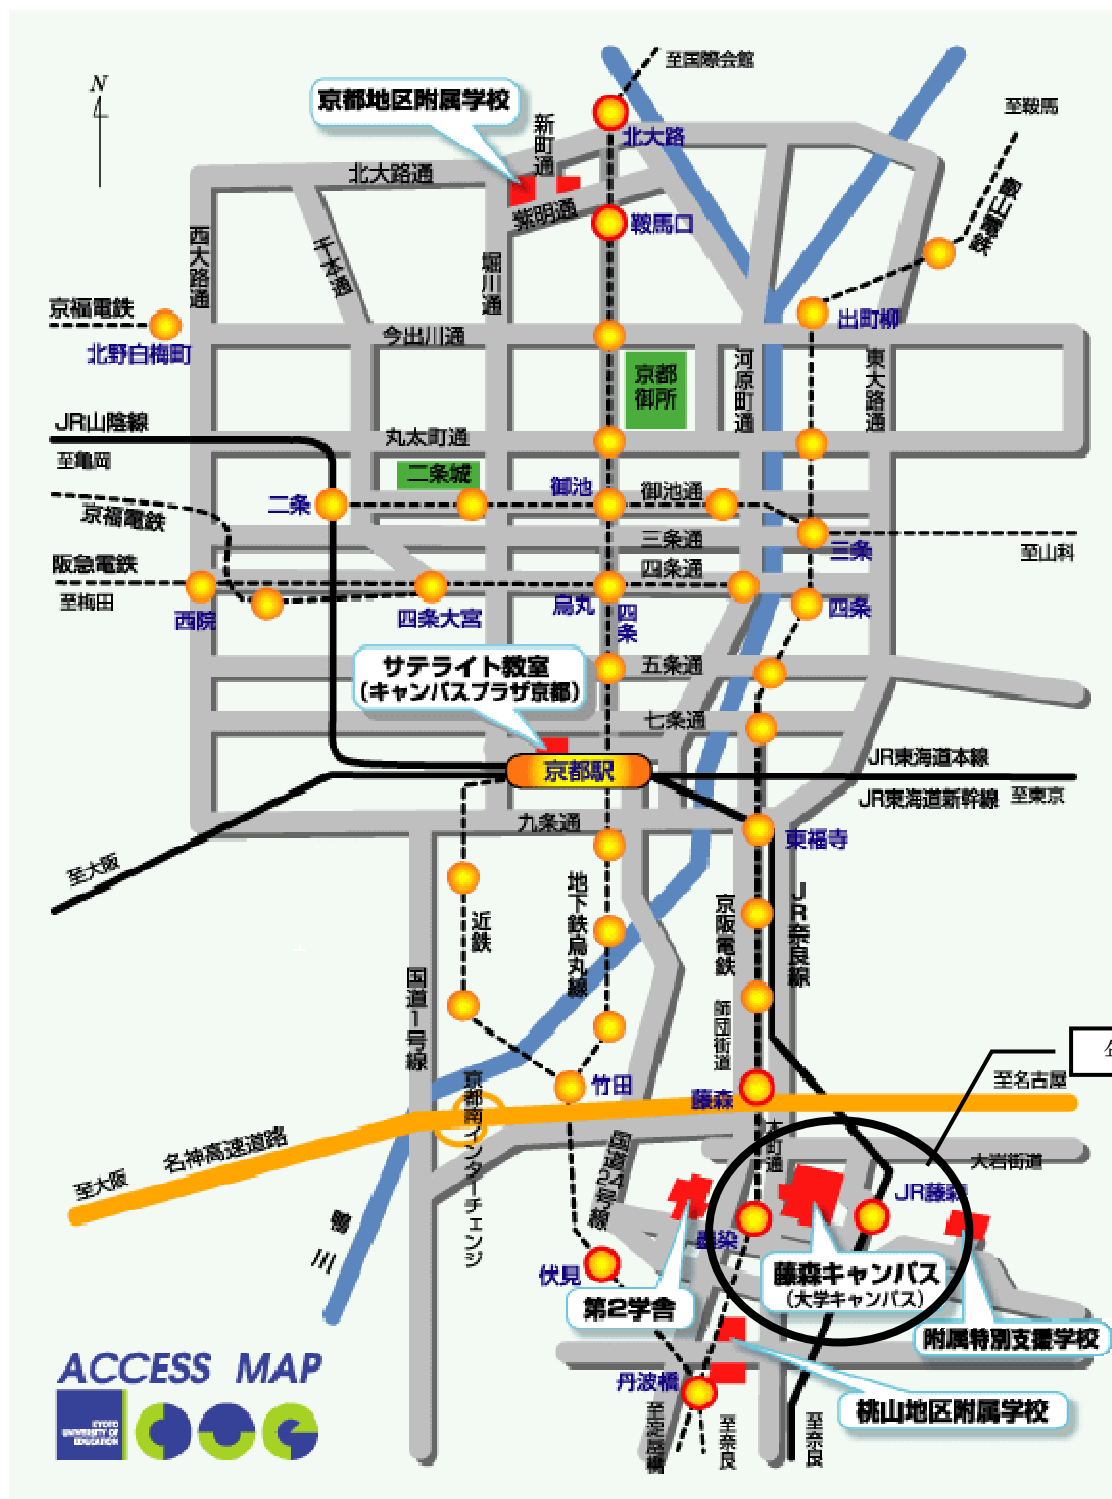 至国際会館
N
京都地区附属学校
至鞍馬
新町通
北大路
北大路通
叡山電鉄
紫明通
鞍馬口
西大路通
千本通
堀川通
京福電鉄
出町柳
今出川通
北野白梅町
河原町通
東大路通
京都
御所
JR山陰線
丸太町通
至亀岡
二条城
御池
御池通
二条
京福電鉄
三条通
三条
至山科
阪急電鉄
四条通
至梅田
烏丸
四条
四条
西院
四条大宮
サテライト教室
(キャンパスプラザ京都)
五条通
七条通
JR東海道本線
京都駅
JR東海道新幹線
至東京
九条通
東福寺
至大阪
地下鉄烏丸線
京阪電鉄
JR奈良線
近鉄
国道1号線
師団街道
至名古屋
竹田
藤森
京都南インターチェンジ
名神高速道路
本町通
国道24号線
大岩街道
至大阪
JR藤森
墨染
三栖
伏見
藤森キャンパス
(大学キャンパス)
第2学舎
附属特別支援学校
ACCESS MAP
丹波橋
桃山地区附属学校
KYOTO
UNIVERSITY OF
EDUCATION
cue
至淀屋橋
至奈良
至奈良